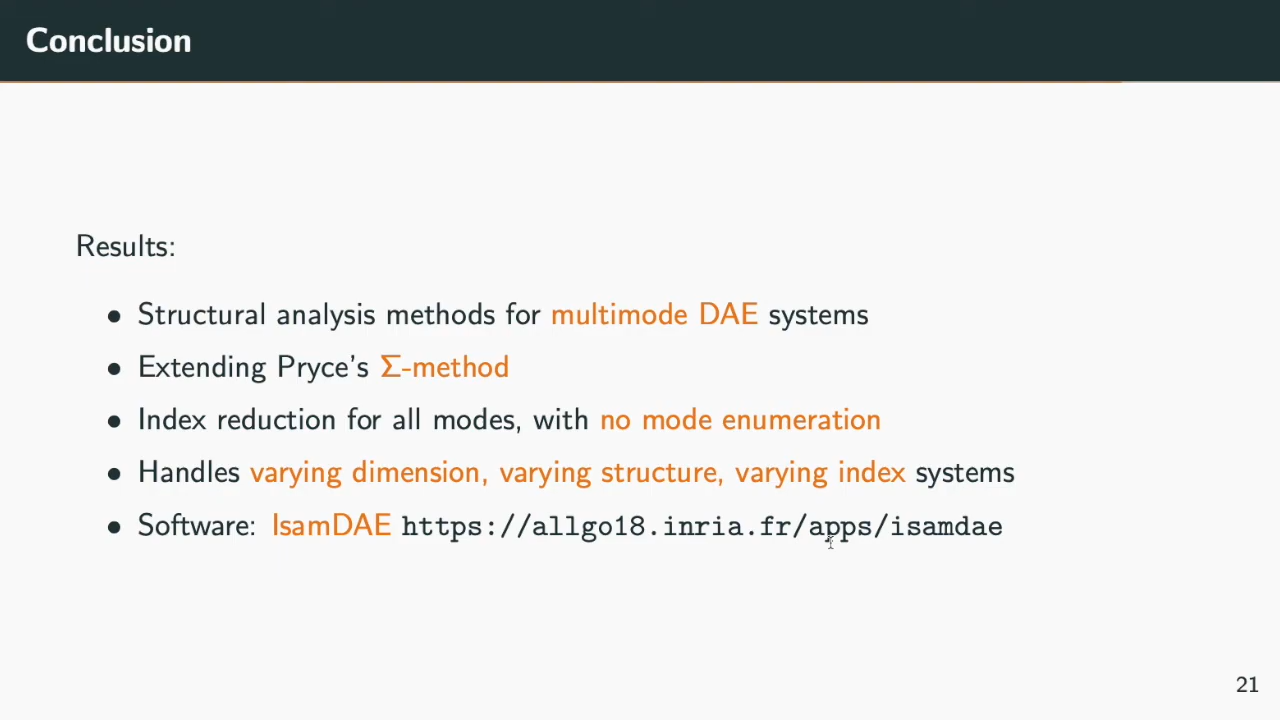 Conclusion
Results:
• Structural analysis methods for multimode DAE systems
• Extending Pryce's Σ-method
• Index reduction for all modes, with no mode enumeration
• Handles varying dimension, varying structure, varying index systems
• Software: IsamDAE https://allgo18.inria.fr/apps/isamdae
21